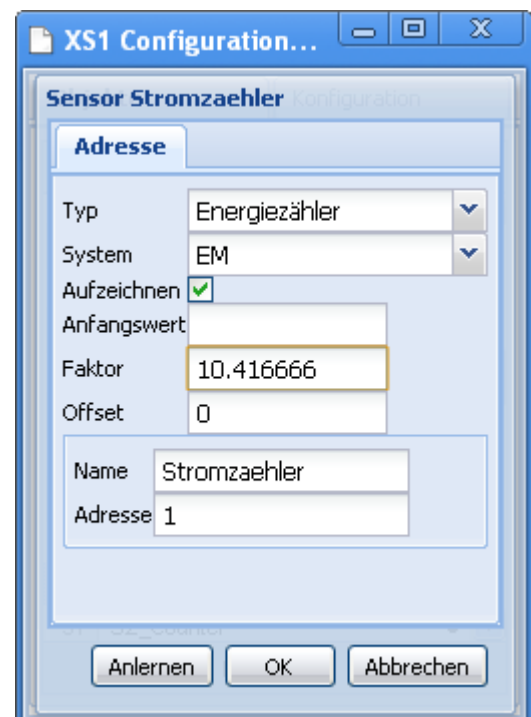 XS1 Configuration...
Sensor Stromzaehler
Konfiguration
Adresse
Typ Energiezähler
System EM
Aufzeichnen
Anfangswert
Faktor 10.416666
Offset 0
Name Stromzaehler
Adresse 1
Anlernen OK Abbrechen